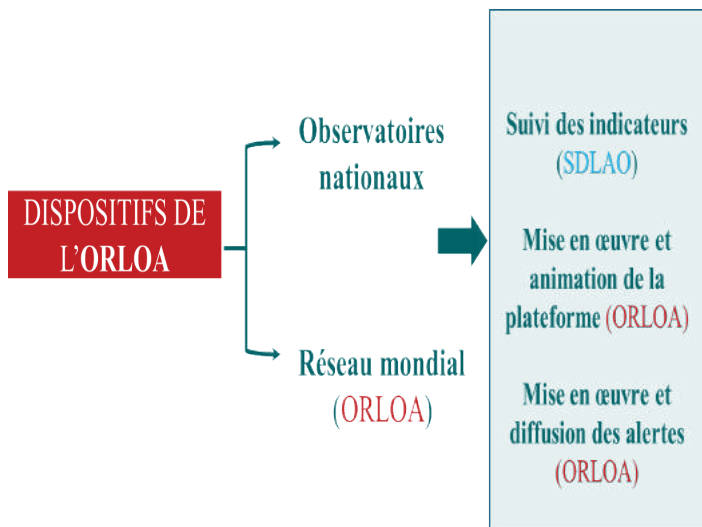 DISPOSITIFS DE
L'ORLOA
Observatoires
nationaux
Réseau mondial
(ORLOA)
Suivi des indicateurs
(SDLAO)
Mise en œuvre et
animation de la
plateforme (ORLOA)
Mise en œuvre et
diffusion des alertes
(ORLOA)